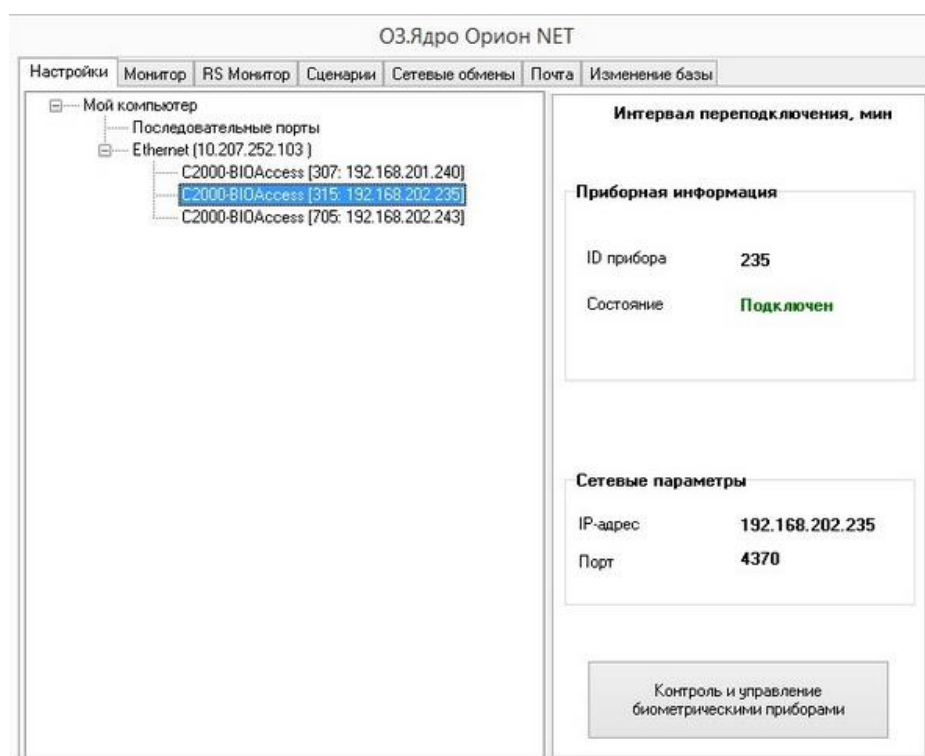 О3.Ядро Орион NET
Настройки Монитор RS Монитор Сценарии Сетевые обмены Почта Изменение базы
Мой компьютер
Последовательные порты
Ethernet (10.207.252.103 )
C2000-BIOAccess [307: 192.168.201.240]
C2000-BIOAccess [315: 192.168.202.235]
C2000-BIOAccess [705: 192.168.202.243]
Интервал переподключения, мин
Приборная информация
ID прибора 235
Состояние Подключен
Сетевые параметры
IP-адрес 192.168.202.235
Порт 4370
Контроль и управление
биометрическими приборами